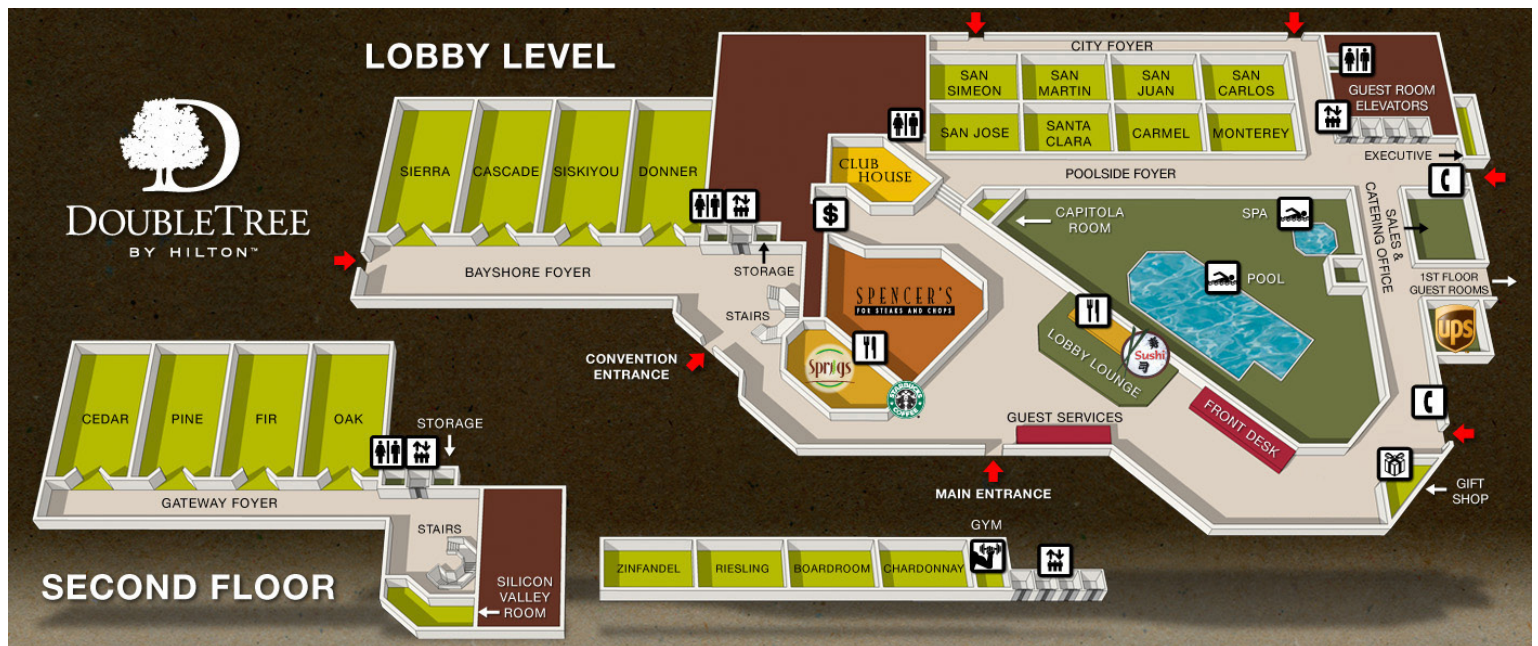 LOBBY LEVEL
DOUBLETREE
BY HILTON™
SIERRA
CASCADE
SISKIYOU
DONNER
BAYSHORE FOYER
STORAGE
STAIRS
CONVENTION
ENTRANCE
CITY FOYER
SAN
SIMEON
SAN
MARTIN
SAN
JUAN
SAN
CARLOS
SAN JOSE
SANTA
CLARA
CARMEL
MONTEREY
GUEST ROOM
ELEVATORS
EXECUTIVE
CLUB
HOUSE
POOLSIDE FOYER
$
CAPITOLA
ROOM
SPA
POOL
SALES &
CATERING OFFICE
1ST FLOOR
GUEST ROOMS
ups
SPENCER'S
FOR STEAKS AND CHOPS
Sprigs
STARBUCKS
COFFEE
LOBBY LOUNGE
Sushi
GUEST SERVICES
FRONT DESK
MAIN ENTRANCE
GIFT
SHOP
CEDAR
PINE
FIR
OAK
STORAGE
GATEWAY FOYER
STAIRS
SILICON
VALLEY
ROOM
SECOND FLOOR
GYM
ZINFANDEL
RIESLING
BOARDROOM
CHARDONNAY